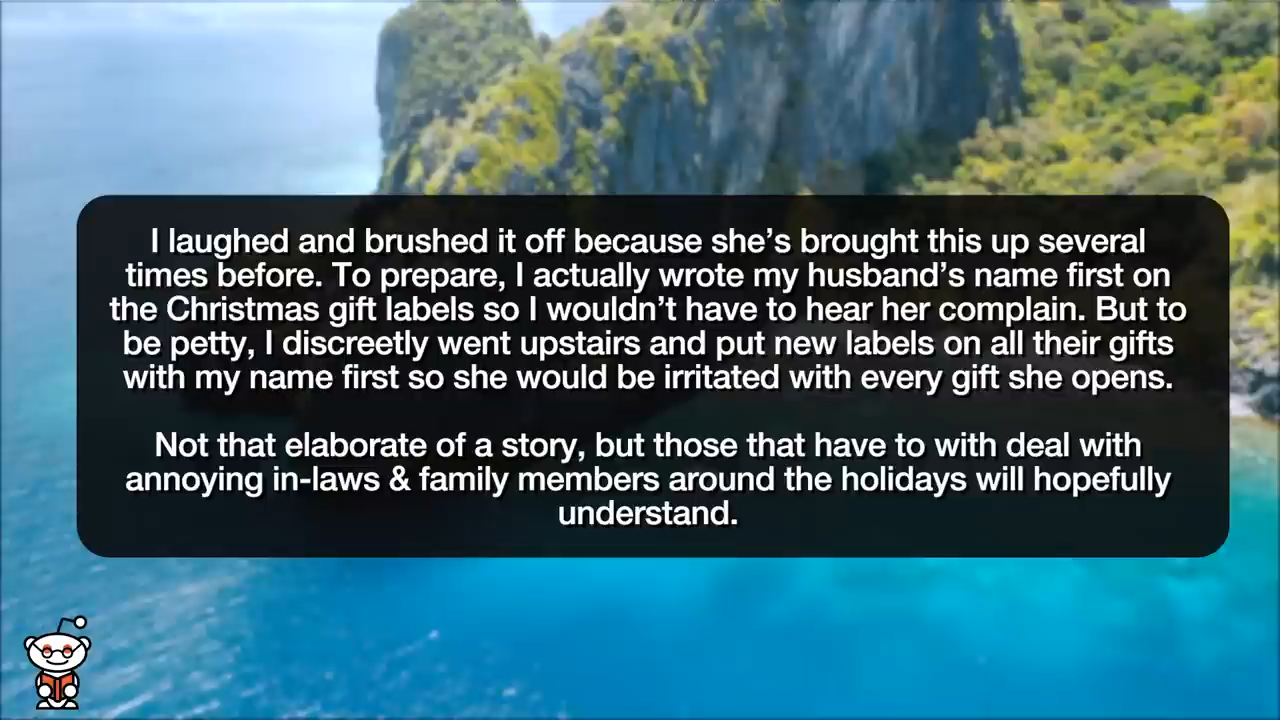 I laughed and brushed it off because she’s brought this up several
times before. To prepare, I actually wrote my husband’s name first on
the Christmas gift labels so I wouldn’t have to hear her complain. But to
be petty, I discreetly went upstairs and put new labels on all their gifts
with my name first so she would be irritated with every gift she opens.
Not that elaborate of a story, but those that have to with deal with
annoying in-laws & family members around the holidays will hopefully
understand.